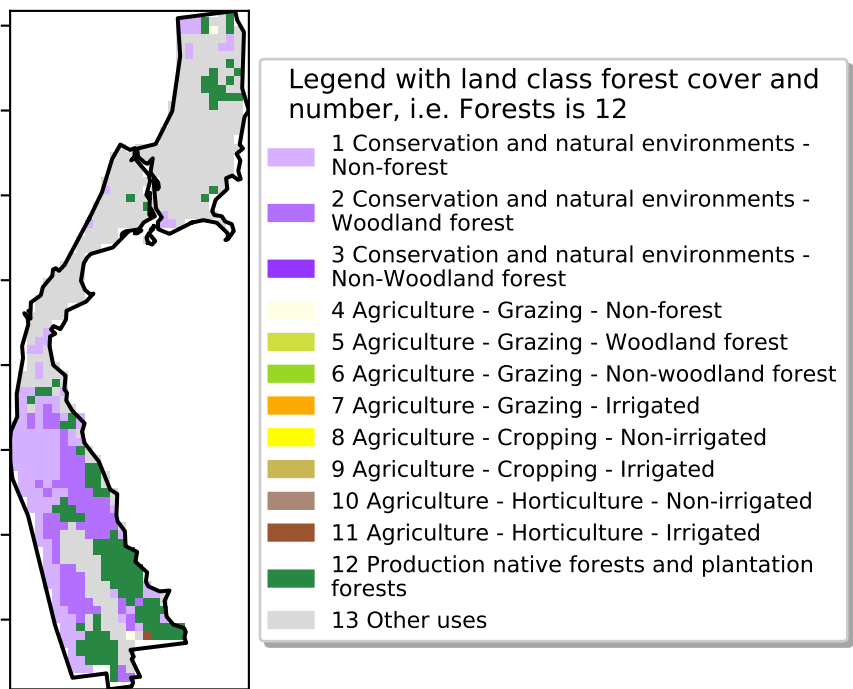 Legend with land class forest cover and
number, i.e. Forests is 12
1 Conservation and natural environments -
Non-forest
2 Conservation and natural environments -
Woodland forest
3 Conservation and natural environments -
Non-Woodland forest
4 Agriculture - Grazing - Non-forest
5 Agriculture - Grazing - Woodland forest
6 Agriculture - Grazing - Non-woodland forest
7 Agriculture - Grazing - Irrigated
8 Agriculture - Cropping - Non-irrigated
9 Agriculture - Cropping - Irrigated
10 Agriculture - Horticulture - Non-irrigated
11 Agriculture - Horticulture - Irrigated
12 Production native forests and plantation
forests
13 Other uses